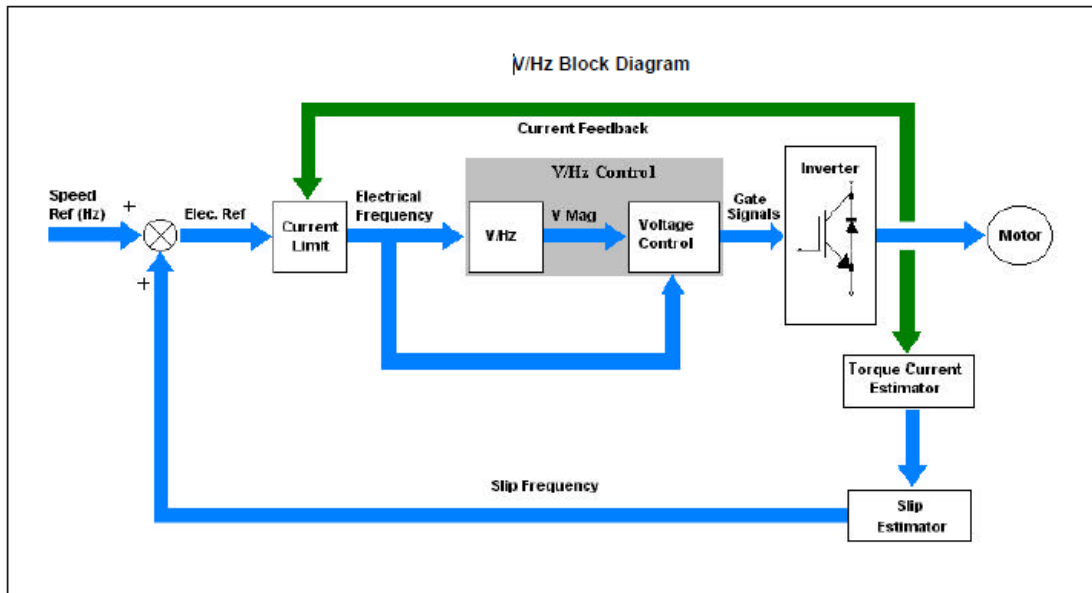 V/Hz Block Diagram
Current Feedback
V/Hz Control
Inverter
Speed
Ref (Hz)
+
Elec. Ref
Electrical
Frequency
V Mag
Gate
Signals
Current
Limit
V/Hz
Voltage
Control
Motor
+
Torque Current
Estimator
Slip Frequency
Slip
Estimator